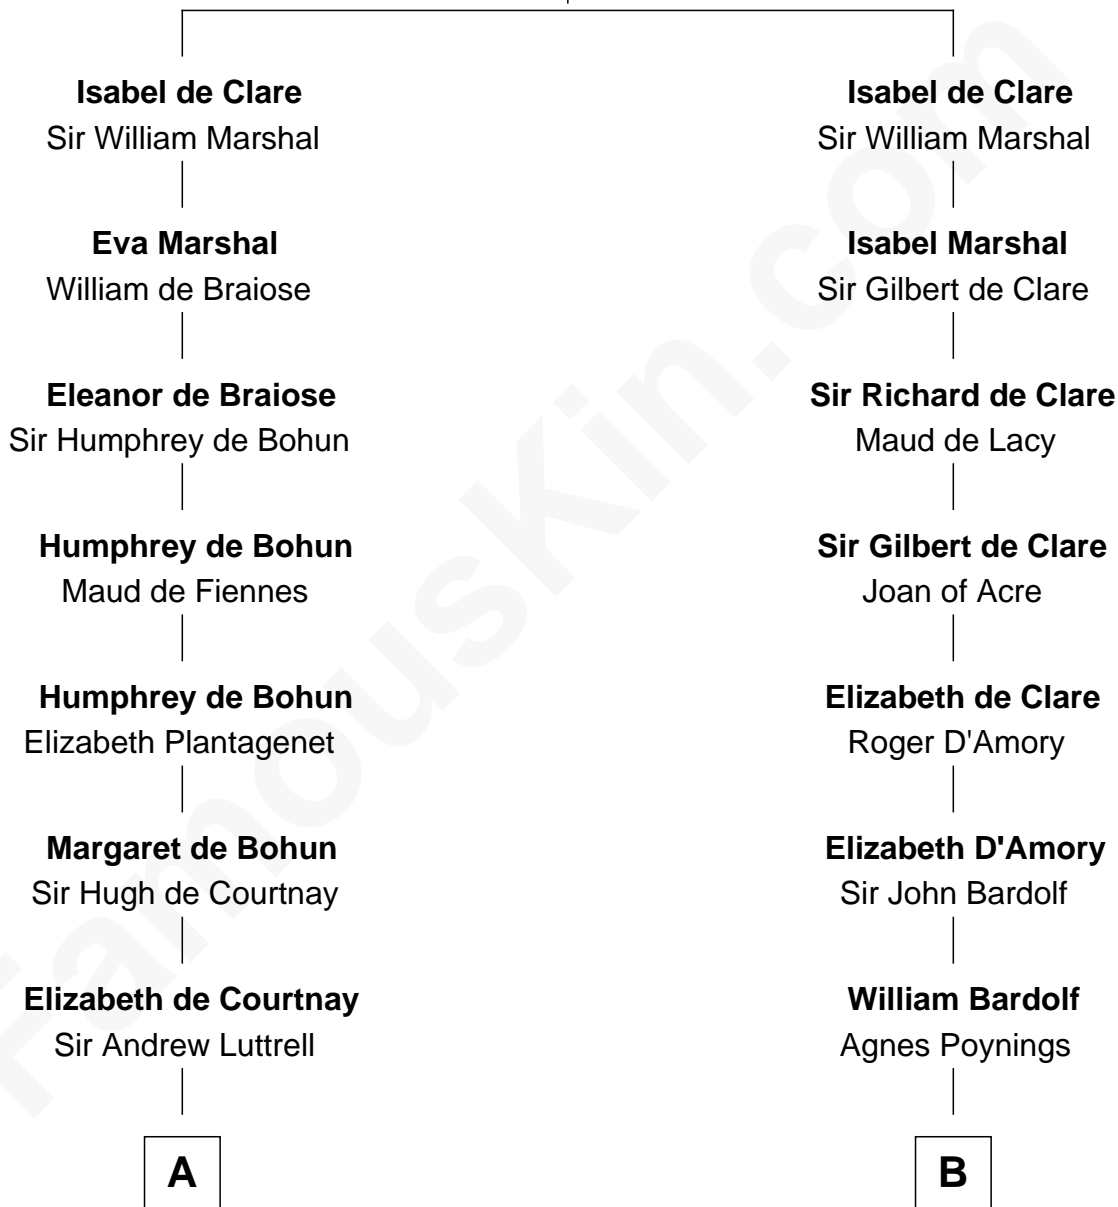 Isabel de Clare
Sir William Marshal
Eva Marshal
William de Braiose
Eleanor de Braiose
Sir Humphrey de Bohun
Humphrey de Bohun
Maud de Fiennes
Humphrey de Bohun
Elizabeth Plantagenet
Margaret de Bohun
Sir Hugh de Courtnay
Elizabeth de Courtnay
Sir Andrew Luttrell
A
Isabel de Clare
Sir William Marshal
Isabel Marshal
Sir Gilbert de Clare
Sir Richard de Clare
Maud de Lacy
Sir Gilbert de Clare
Joan of Acre
Elizabeth de Clare
Roger D'Amory
Elizabeth D'Amory
Sir John Bardolf
William Bardolf
Agnes Poynings
B
FamousKin.com